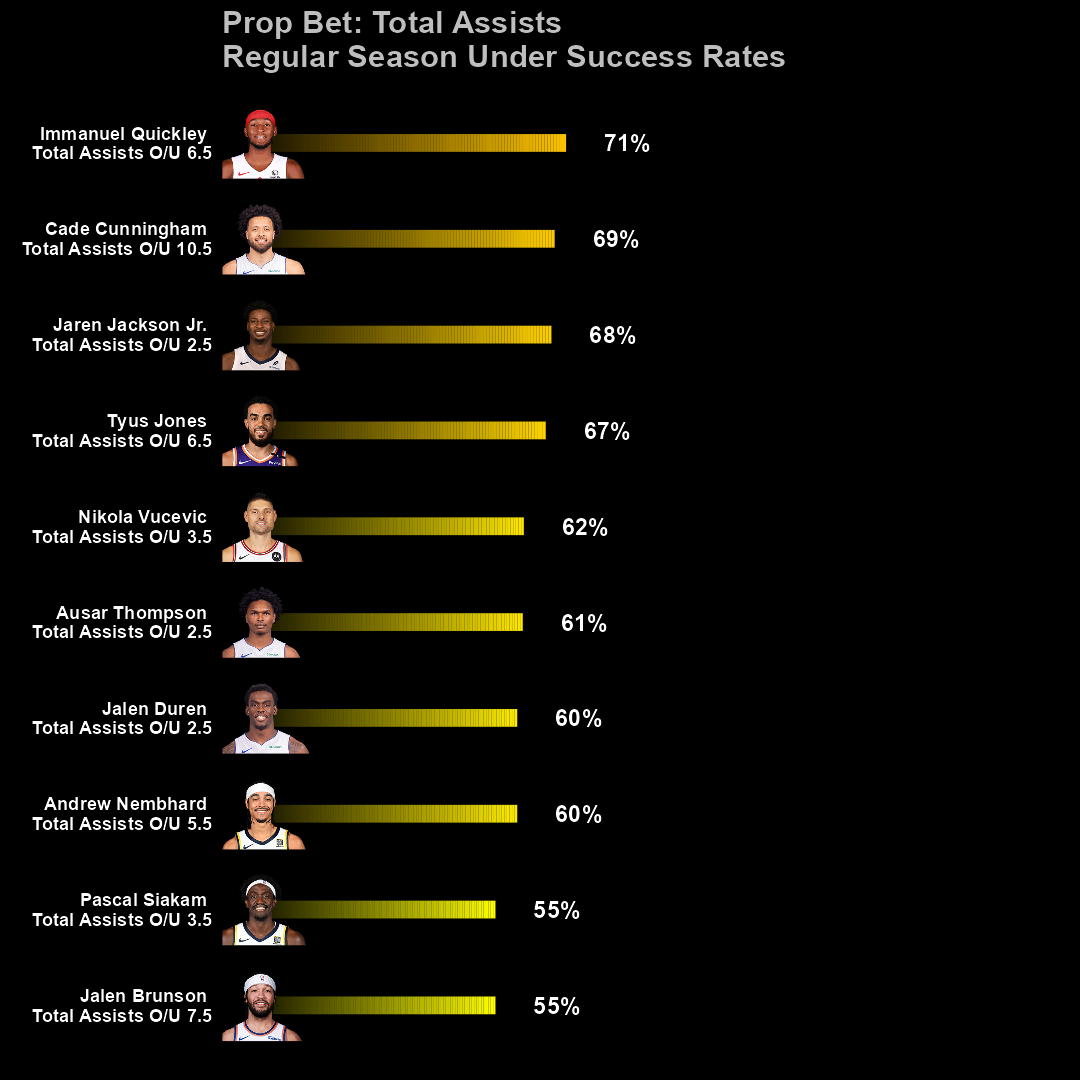 Prop Bet: Total Assists
Regular Season Under Success Rates
Immanuel Quickley
Total Assists O/U 6.5
71%
Cade Cunningham
Total Assists O/U 10.5
69%
Jaren Jackson Jr.
Total Assists O/U 2.5
68%
Tyus Jones
Total Assists O/U 6.5
67%
Nikola Vucevic
Total Assists O/U 3.5
62%
Ausar Thompson
Total Assists O/U 2.5
61%
Jalen Duren
Total Assists O/U 2.5
60%
Andrew Nembhard
Total Assists O/U 5.5
60%
Pascal Siakam
Total Assists O/U 3.5
55%
Jalen Brunson
Total Assists O/U 7.5
55%